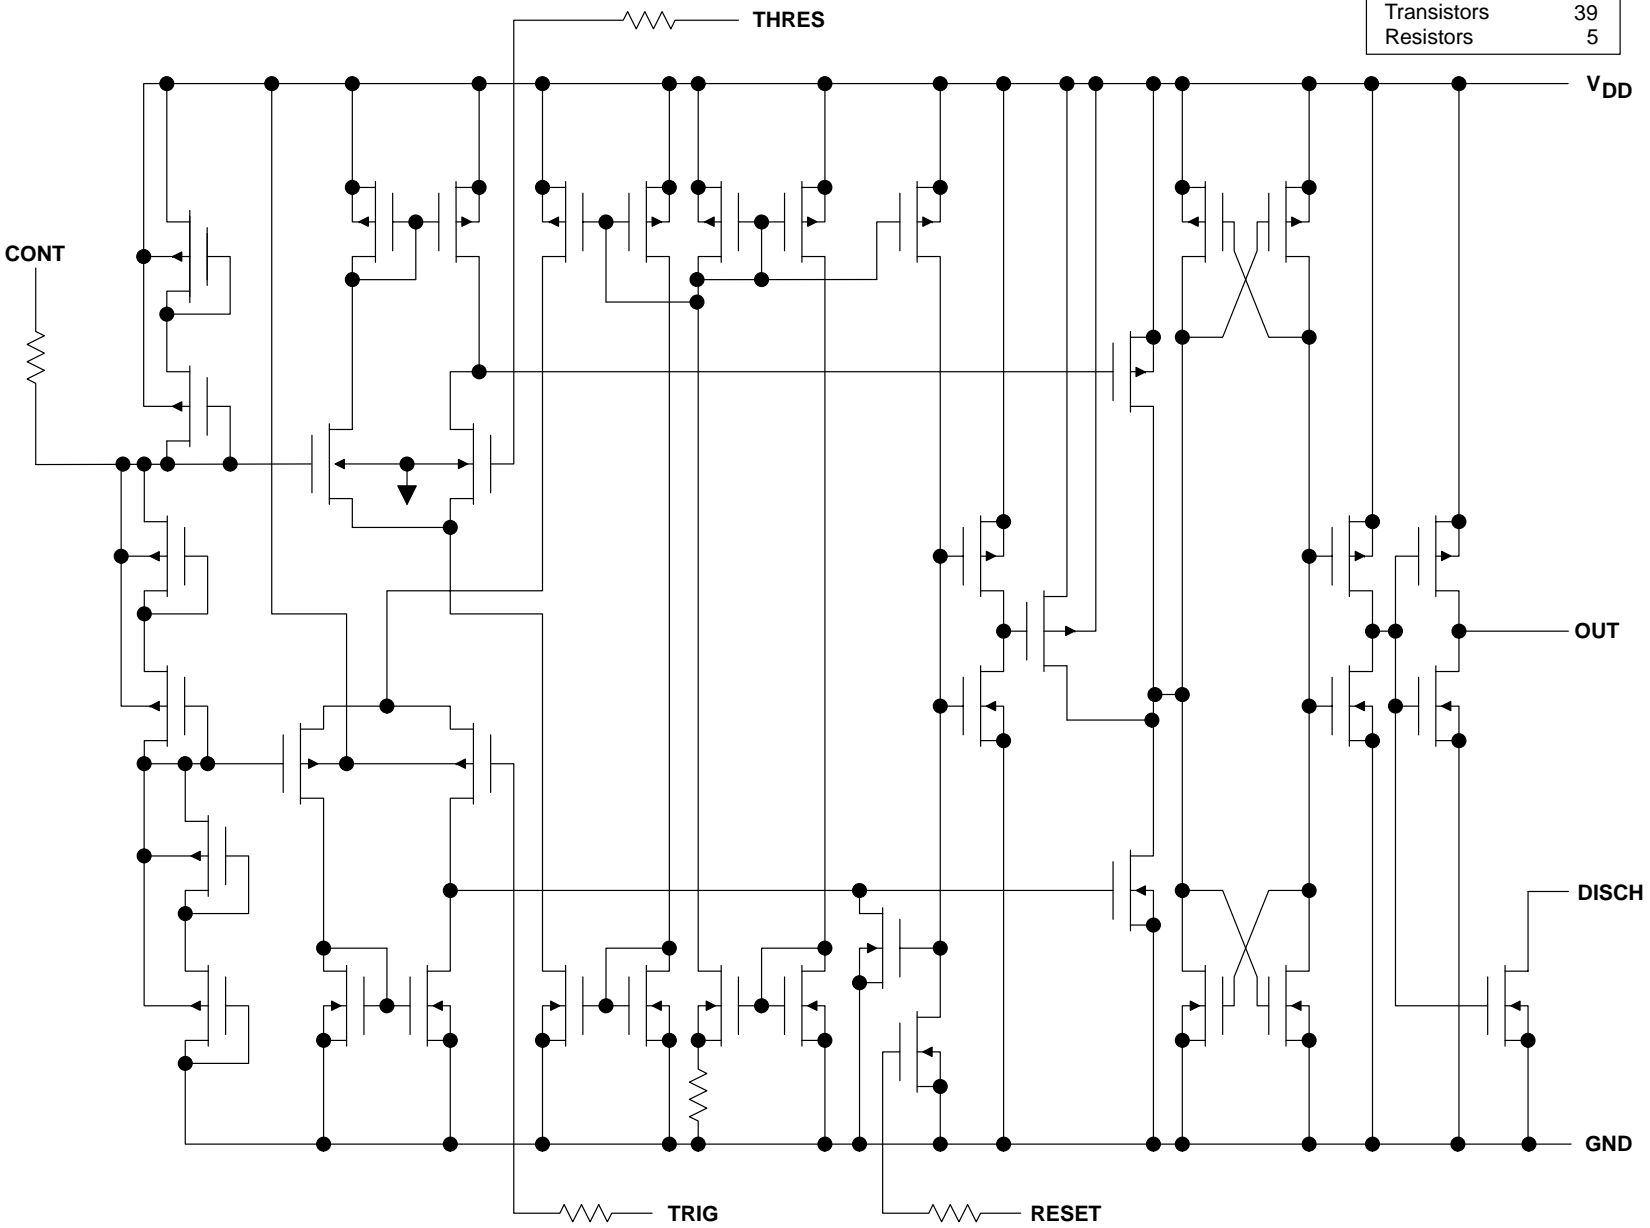 THRES
Transistors 39
Resistors 5
VDD
CONT
OUT
DISCH
GND
TRIG
RESET